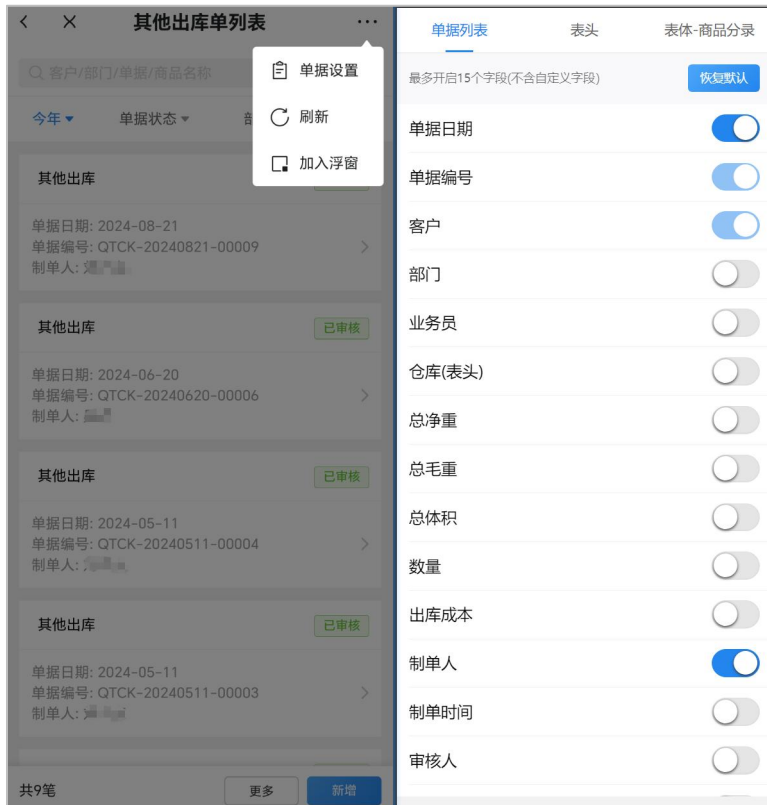 其他出库单列表
客户/部门/单据/商品名称
今年
单据状态
单据设置
刷新
加入浮窗
其他出库
单据日期: 2024-08-21
单据编号: QTCK-20240821-00009
制单人:
其他出库
已审核
单据日期: 2024-06-20
单据编号: QTCK-20240620-00006
制单人:
其他出库
已审核
单据日期: 2024-05-11
单据编号: QTCK-20240511-00004
制单人:
其他出库
已审核
单据日期: 2024-05-11
单据编号: QTCK-20240511-00003
制单人:
共9笔
更多
新增
单据列表
表头
表体-商品分录
最多开启15个字段(不含自定义字段)
恢复默认
单据日期
单据编号
客户
部门
业务员
仓库(表头)
总净重
总毛重
总体积
数量
出库成本
制单人
制单时间
审核人